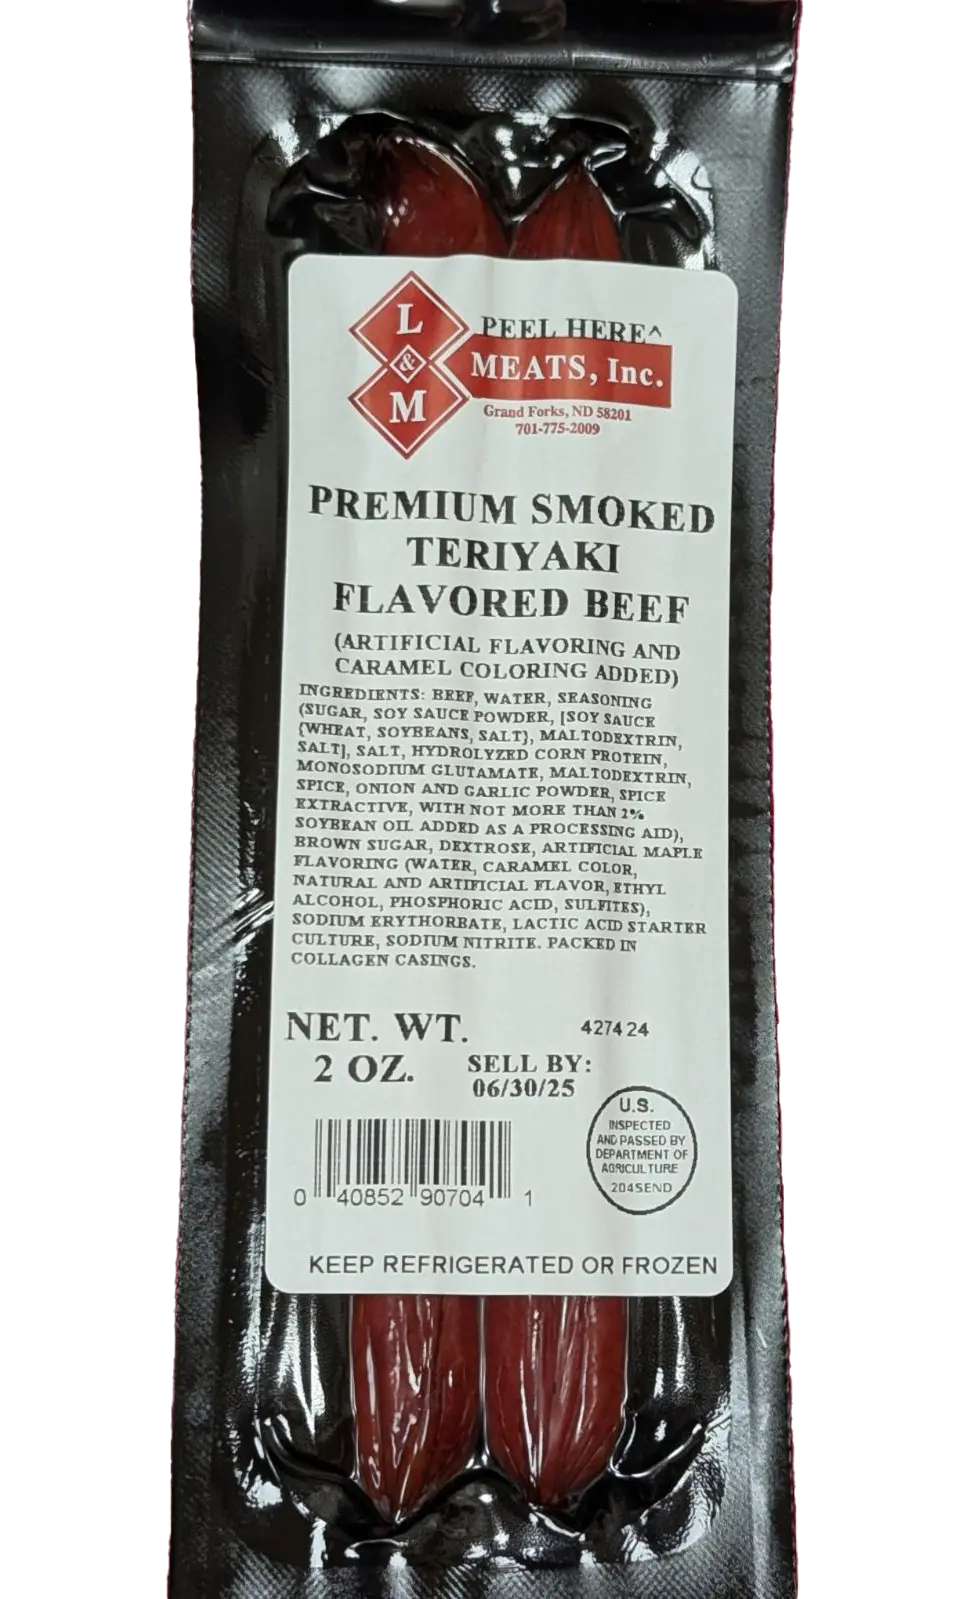 L
&
M
PEEL HERE^
MEATS, Inc.
Grand Forks, ND 58201
701-775-2009
PREMIUM SMOKED
TERIYAKI
FLAVORED BEEF
(ARTIFICIAL FLAVORING AND
CARAMEL COLORING ADDED)
INGREDIENTS: BEEF, WATER, SEASONING
(SUGAR, SOY SAUCE POWDER, [SOY SAUCE
{WHEAT, SOYBEANS, SALT}, MALTODEXTRIN,
SALT], SALT, HYDROLYZED CORN PROTEIN,
MONOSODIUM GLUTAMATE, MALTODEXTRIN,
SPICE, ONION AND GARLIC POWDER, SPICE
EXTRACTIVE, WITH NOT MORE THAN 2%
SOYBEAN OIL ADDED AS A PROCESSING AID),
BROWN SUGAR, DEXTROSE, ARTIFICIAL MAPLE
FLAVORING (WATER, CARAMEL COLOR,
NATURAL AND ARTIFICIAL FLAVOR, ETHYL
ALCOHOL, PHOSPHORIC ACID, SULFITES),
SODIUM ERYTHORBATE, LACTIC ACID STARTER
CULTURE, SODIUM NITRITE. PACKED IN
COLLAGEN CASINGS.
NET. WT.
2 OZ.
427424
SELL BY:
06/30/25
U.S.
INSPECTED
AND PASSED BY
DEPARTMENT OF
AGRICULTURE
204SEND
0 40852 90704 1
KEEP REFRIGERATED OR FROZEN